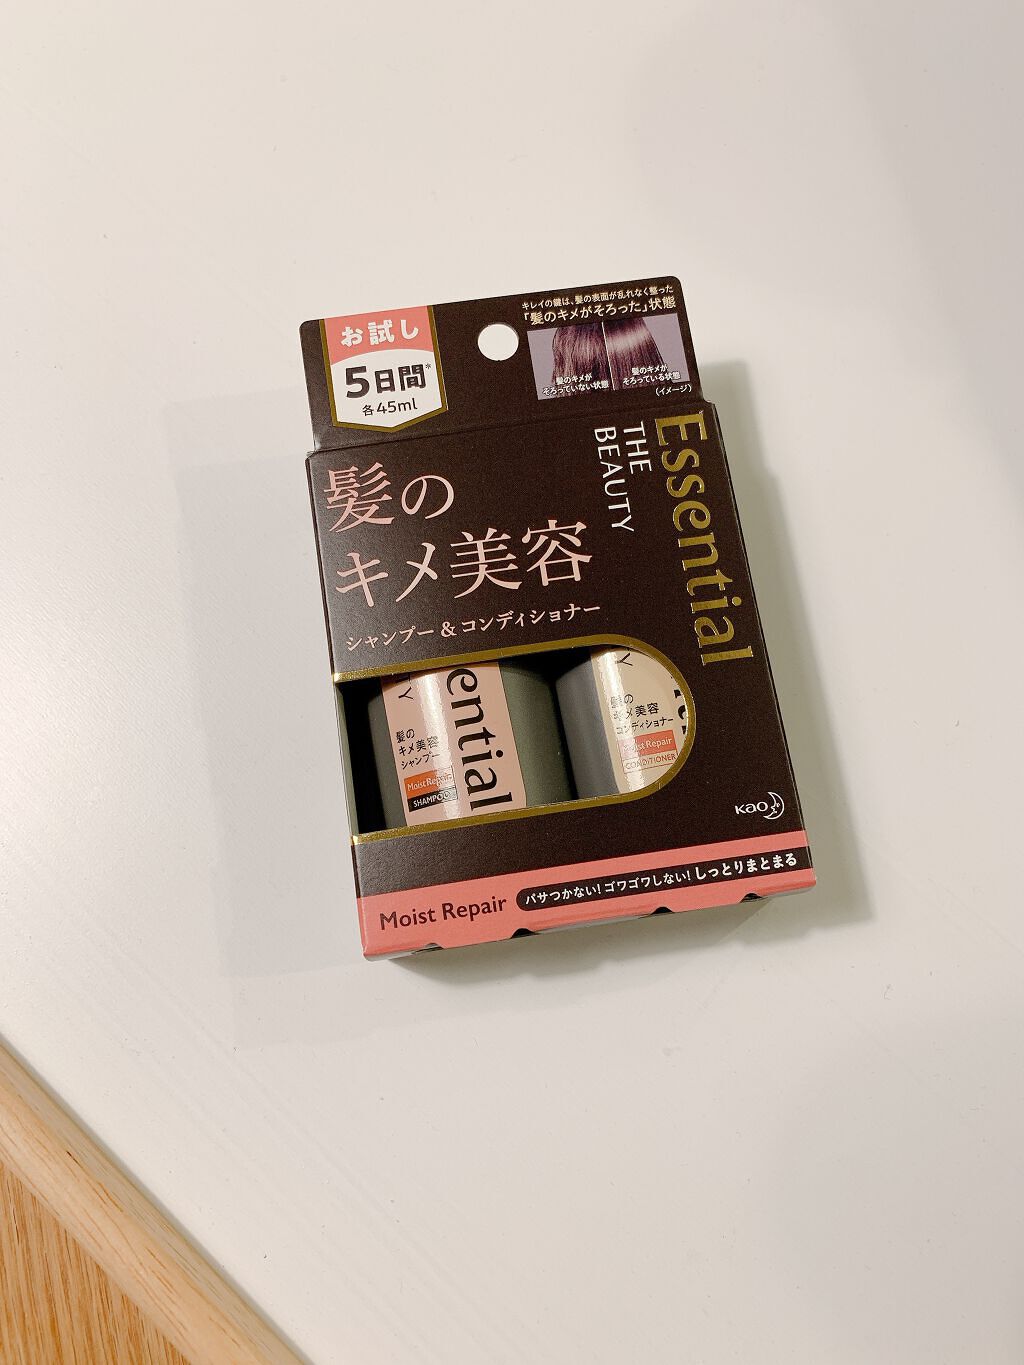 お試し
5日間*
各45ml
キレイの鍵は、髪の表面が乱れなく整った
「髪のキメがそろった」状態
髪のキメが
そろっていない状態
髪のキメが
そろっている状態
(イメージ)
Essential
THE
BEAUTY
髪の
キメ美容
シャンプー&コンディショナー
TY
ential
髪の
キメ美容
シャンプー
Moist Repair
SHAMPOO
Y
髪の
キメ美容
コンディショナー
Moist Repair
CONDITIONER
Kao
Moist Repair
パサつかない!ゴワゴワしない!しっとりまとまる